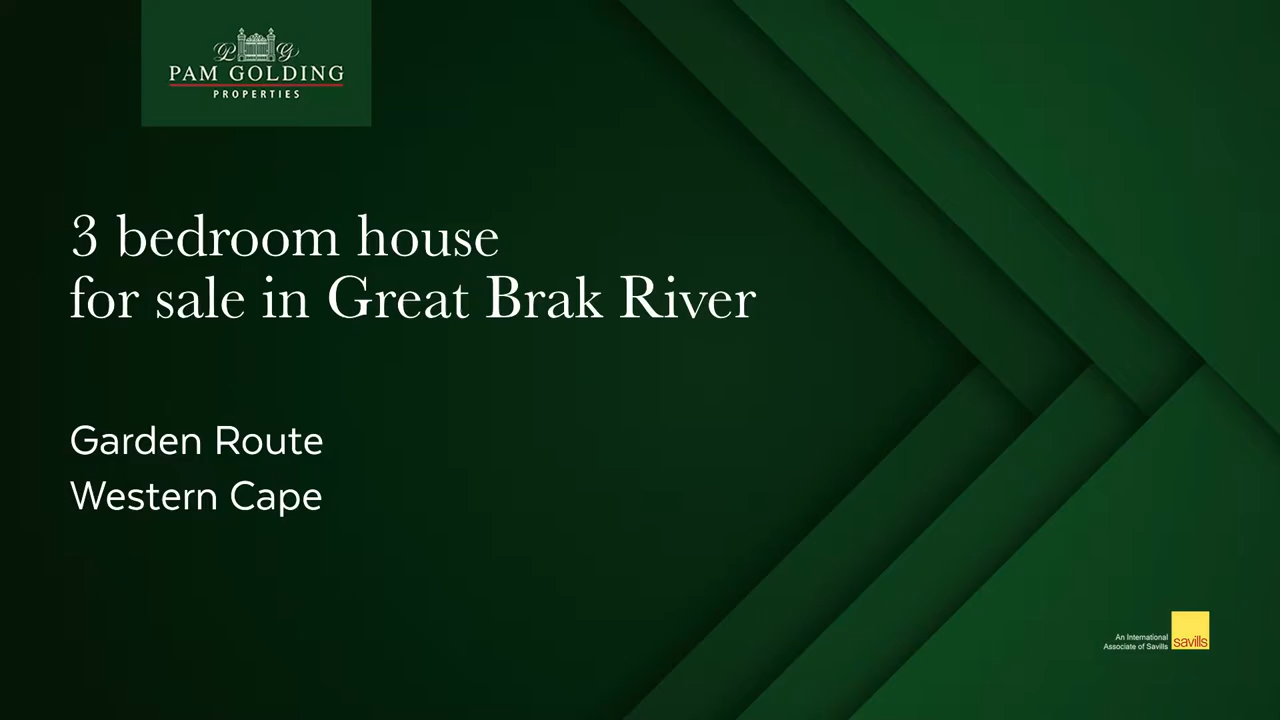 P G
PAM GOLDING
PROPERTIES
3 bedroom house
for sale in Great Brak River
Garden Route
Western Cape
An International
Associate of Savills
savills